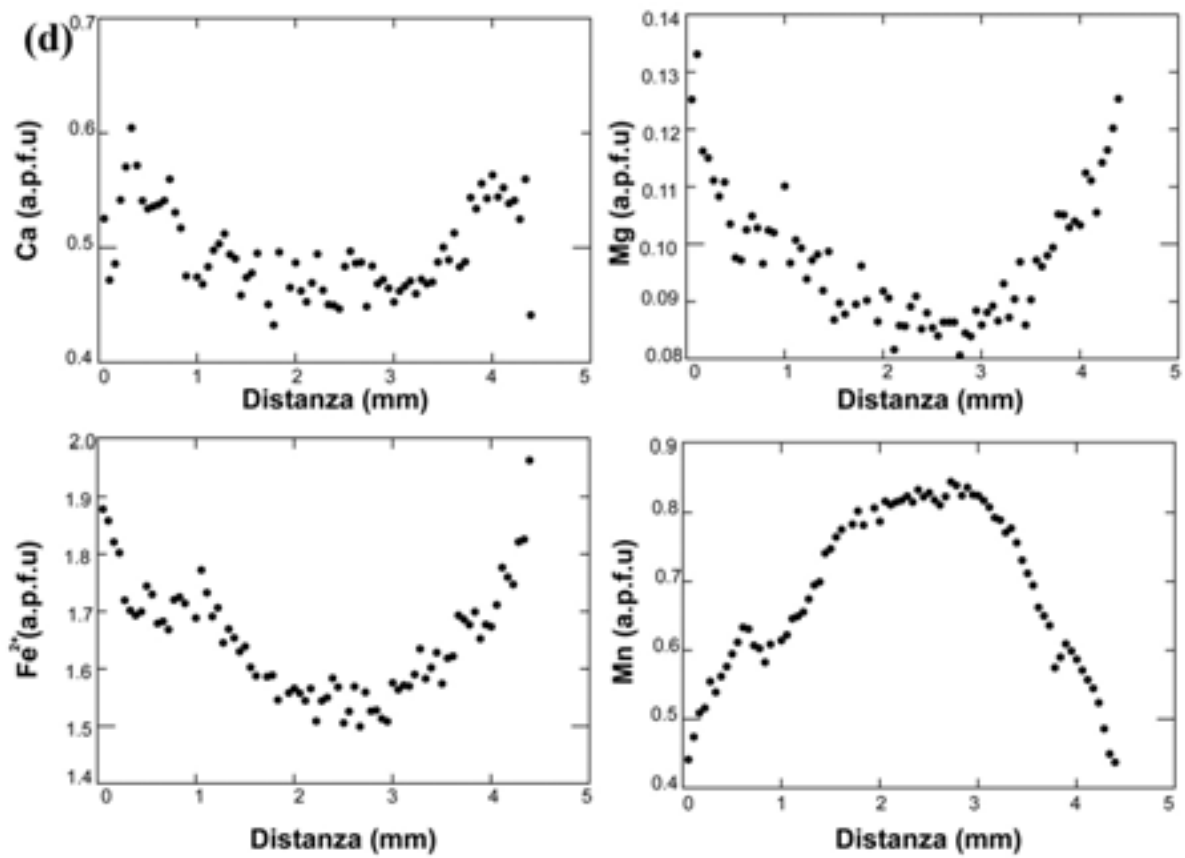 (d)
Ca (a.p.f.u)
0.7
0.6
0.5
0.4
0 1 2 3 4 5
Distanza (mm)
Mg (a.p.f.u)
0.14
0.13
0.12
0.11
0.10
0.09
0.08
0 1 2 3 4 5
Distanza (mm)
Fe²⁺(a.p.f.u)
2.0
1.9
1.8
1.7
1.6
1.5
1.4
0 1 2 3 4 5
Distanza (mm)
Mn (a.p.f.u)
0.9
0.8
0.7
0.6
0.5
0.4
0 1 2 3 4 5
Distanza (mm)